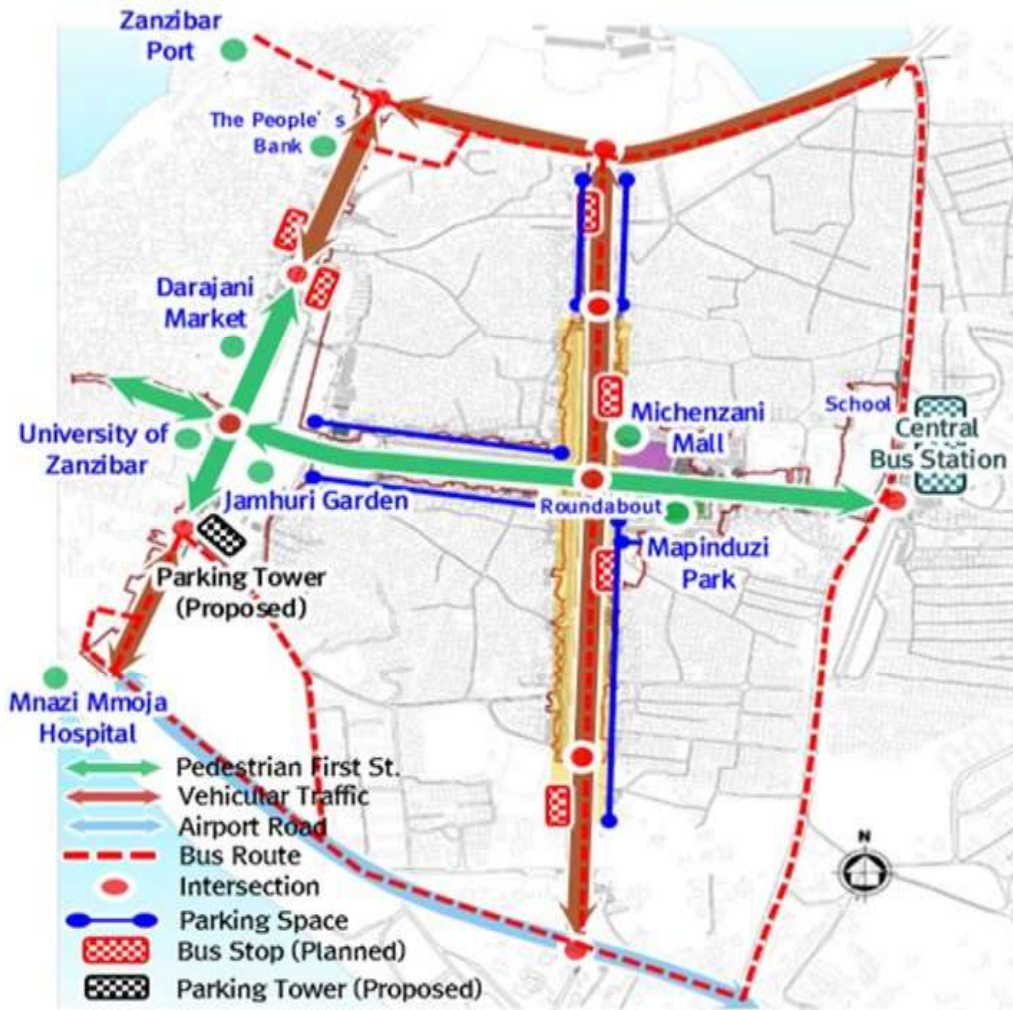 Zanzibar
Port
The People's
Bank
Darajani
Market
University of
Zanzibar
Jamhuri Garden
Michenzani
Mall
School
Central
Bus Station
Roundabout
Mapinduzi
Park
Parking Tower
(Proposed)
Mnazi Mmoja
Hospital
Pedestrian First St.
Vehicular Traffic
Airport Road
Bus Route
Intersection
Parking Space
Bus Stop (Planned)
Parking Tower (Proposed)
N